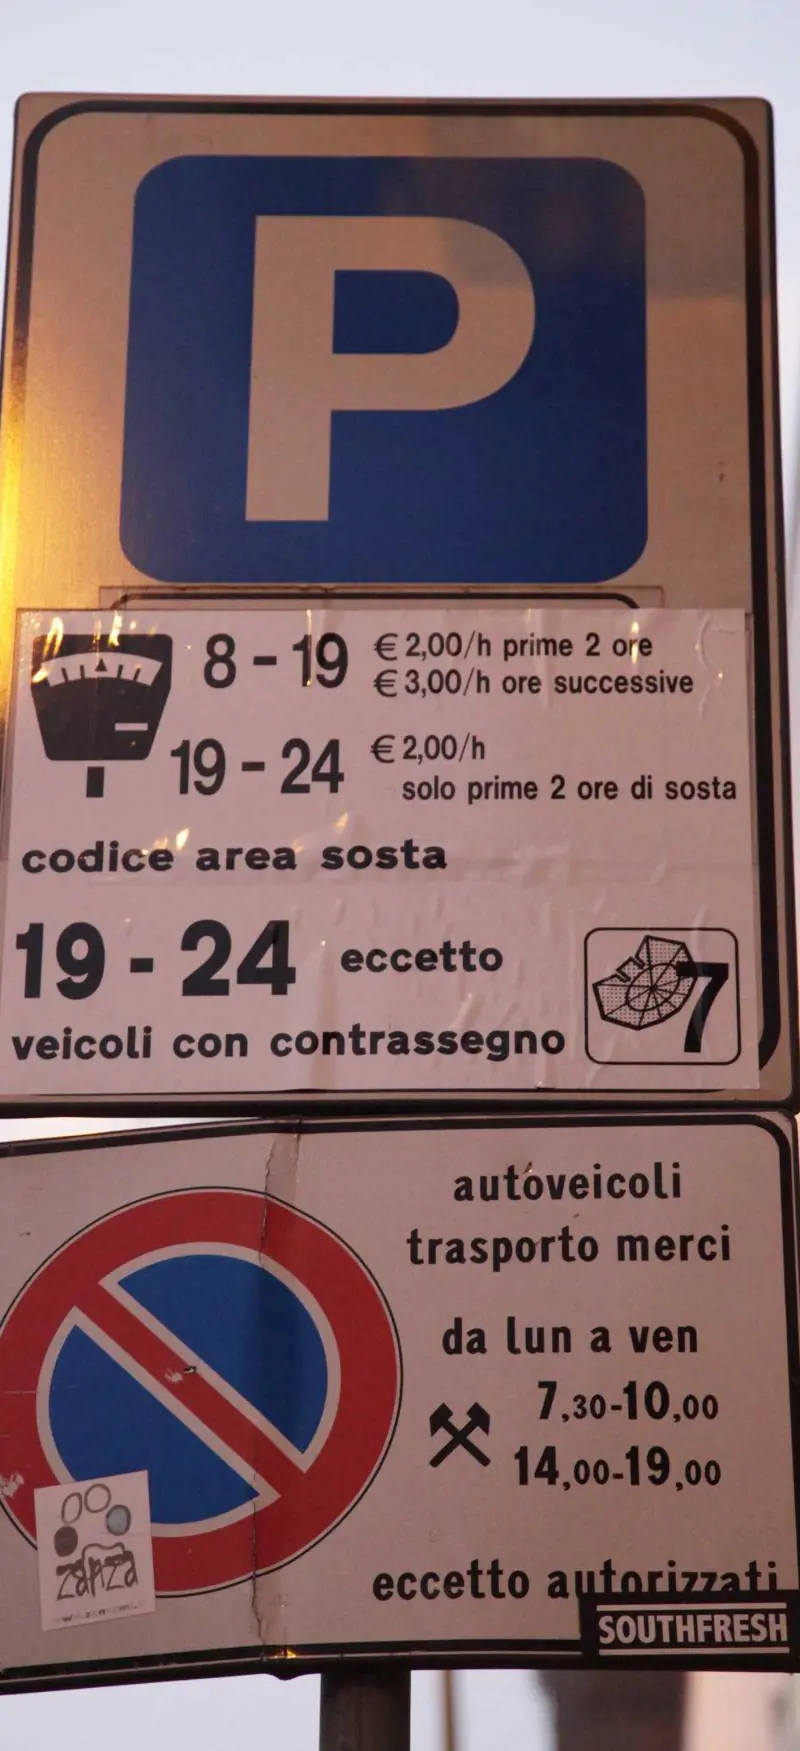 P
8 - 19 € 2,00/h prime 2 ore
€ 3,00/h ore successive
19 - 24 € 2,00/h
solo prime 2 ore di sosta
codice area sosta
19 - 24 eccetto
veicoli con contrassegno
7
autoveicoli
trasporto merci
da lun a ven
7,30-10,00
14,00-19,00
eccetto autorizzati
SOUTHFRESH
zanza